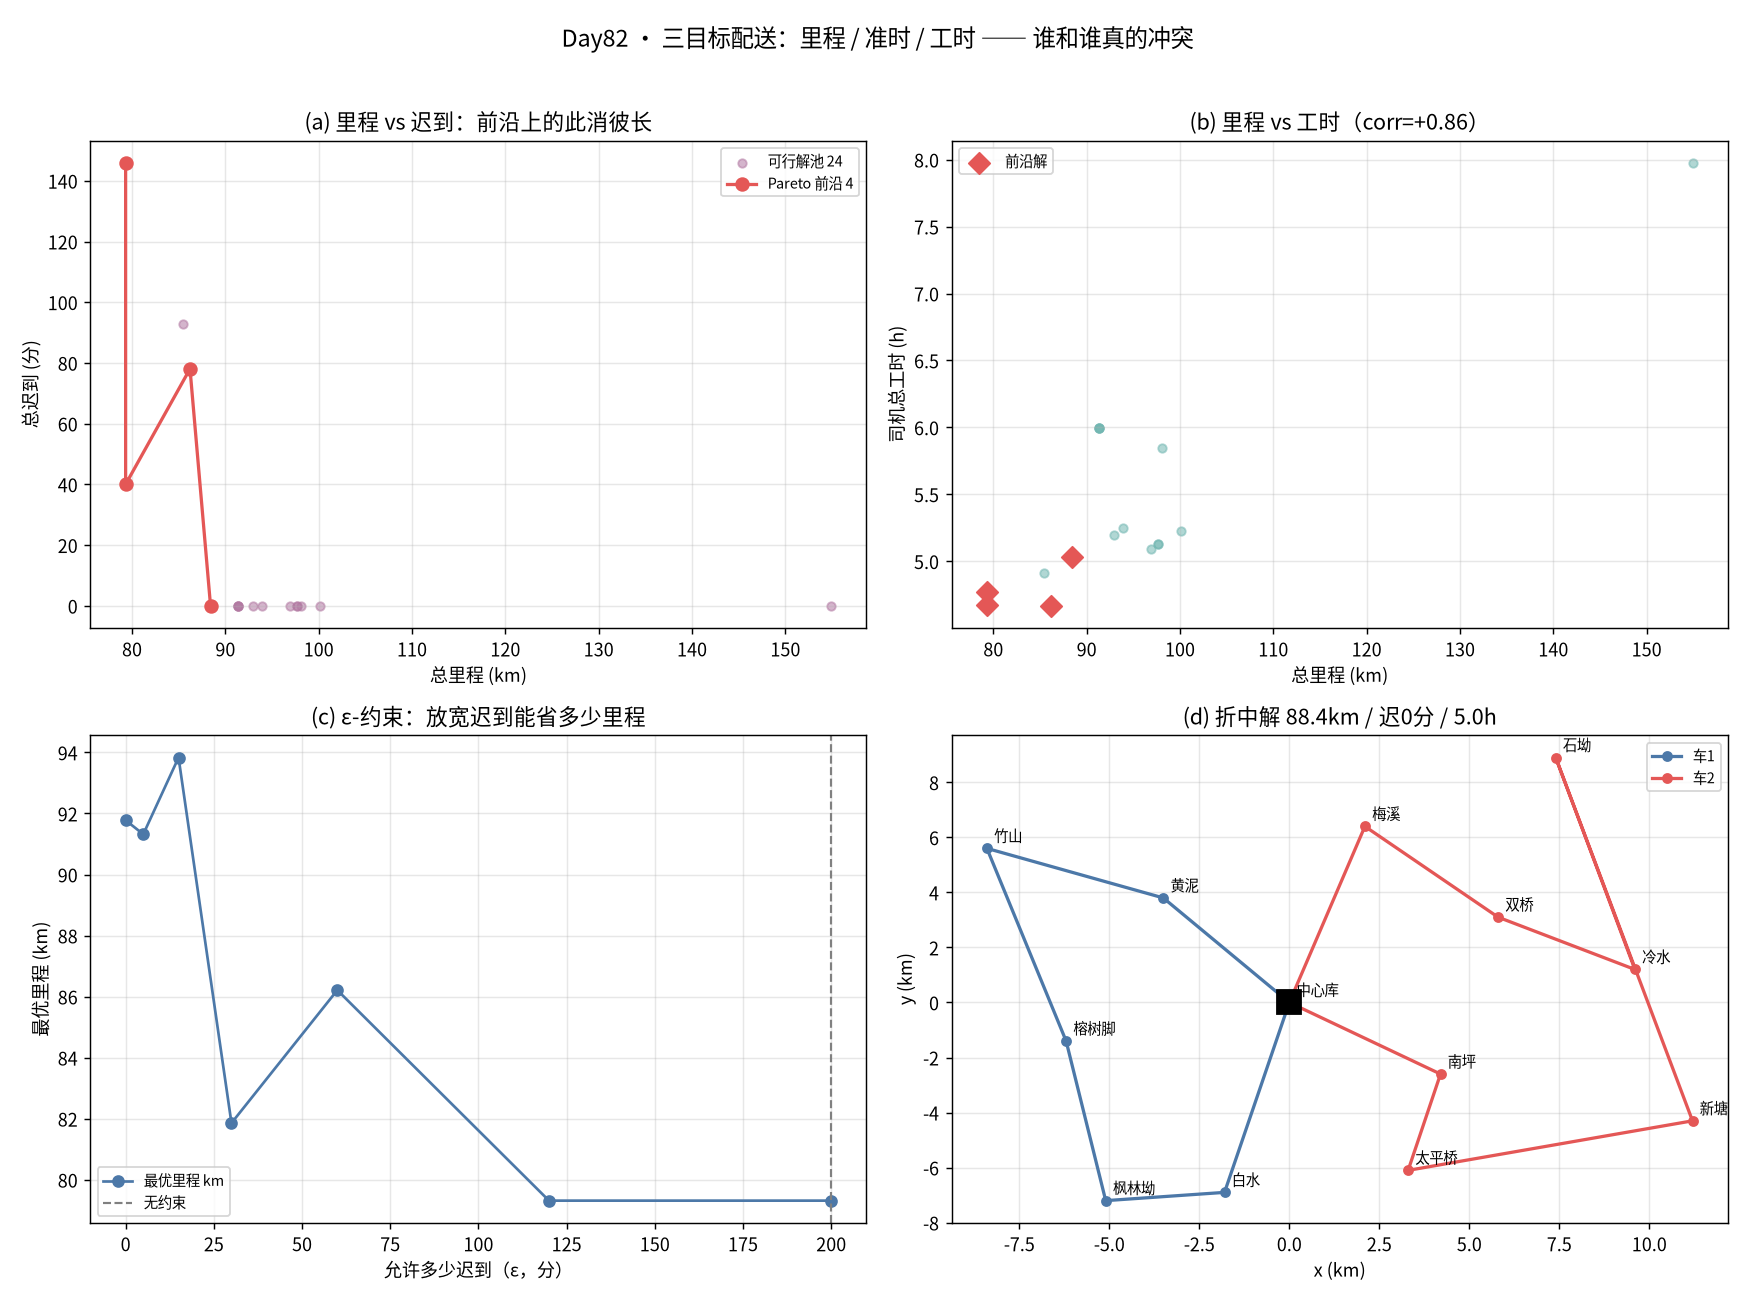 Day82 · 三目标配送：里程 / 准时 / 工时 —— 谁和谁真的冲突
(a) 里程 vs 迟到：前沿上的此消彼长
可行解池 24
Pareto 前沿 4
总迟到 (分)
140
120
100
80
60
40
20
0
80 90 100 110 120 130 140 150
总里程 (km)
(b) 里程 vs 工时（corr=+0.86）
前沿解
司机总工时 (h)
8.0
7.5
7.0
6.5
6.0
5.5
5.0
80 90 100 110 120 130 140 150
总里程 (km)
(c) ε-约束：放宽迟到能省多少里程
最优里程 (km)
94
92
90
88
86
84
82
80
最优里程 km
无约束
0 25 50 75 100 125 150 175 200
允许多少迟到（ε，分）
(d) 折中解 88.4km / 迟0分 / 5.0h
车1
车2
y (km)
8
6
4
2
0
-2
-4
-6
-8
石坳
梅溪
竹山
黄泥
双桥
冷水
中心库
榕树脚
南坪
新塘
太平桥
白水
枫林坳
-7.5 -5.0 -2.5 0.0 2.5 5.0 7.5 10.0
x (km)